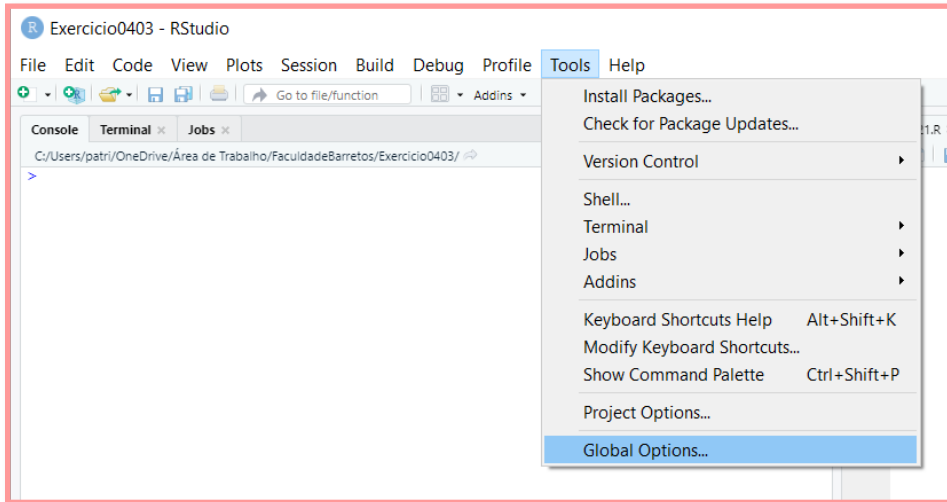 R Exercicio0403 - RStudio
File Edit Code View Plots Session Build Debug Profile Tools Help
Go to file/function Addins
Console Terminal Jobs
C:/Users/patri/OneDrive/Área de Trabalho/FaculdadeBarretos/Exercicio0403/
>
Install Packages...
Check for Package Updates...
Version Control
Shell...
Terminal
Jobs
Addins
Keyboard Shortcuts Help Alt+Shift+K
Modify Keyboard Shortcuts...
Show Command Palette Ctrl+Shift+P
Project Options...
Global Options...